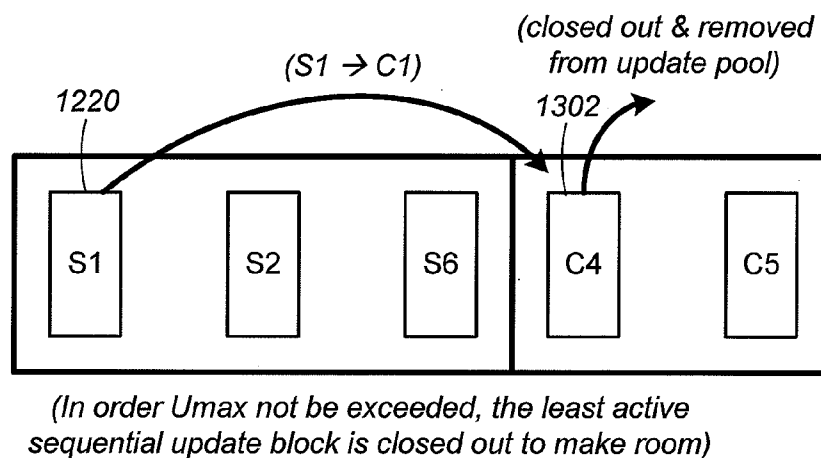 (closed out & removed
from update pool)
(S1 → C1)
1220
1302
S1 S2 S6 C4 C5
(In order Umax not be exceeded, the least active
sequential update block is closed out to make room)